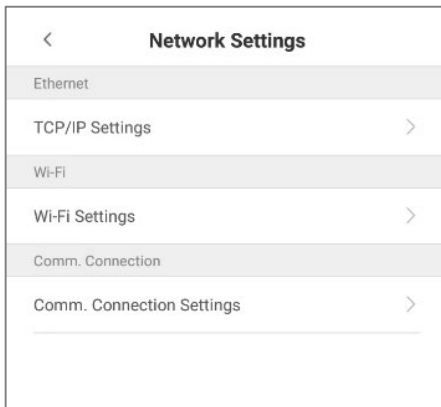 Network Settings
Ethernet
TCP/IP Settings
Wi-Fi
Wi-Fi Settings
Comm. Connection
Comm. Connection Settings